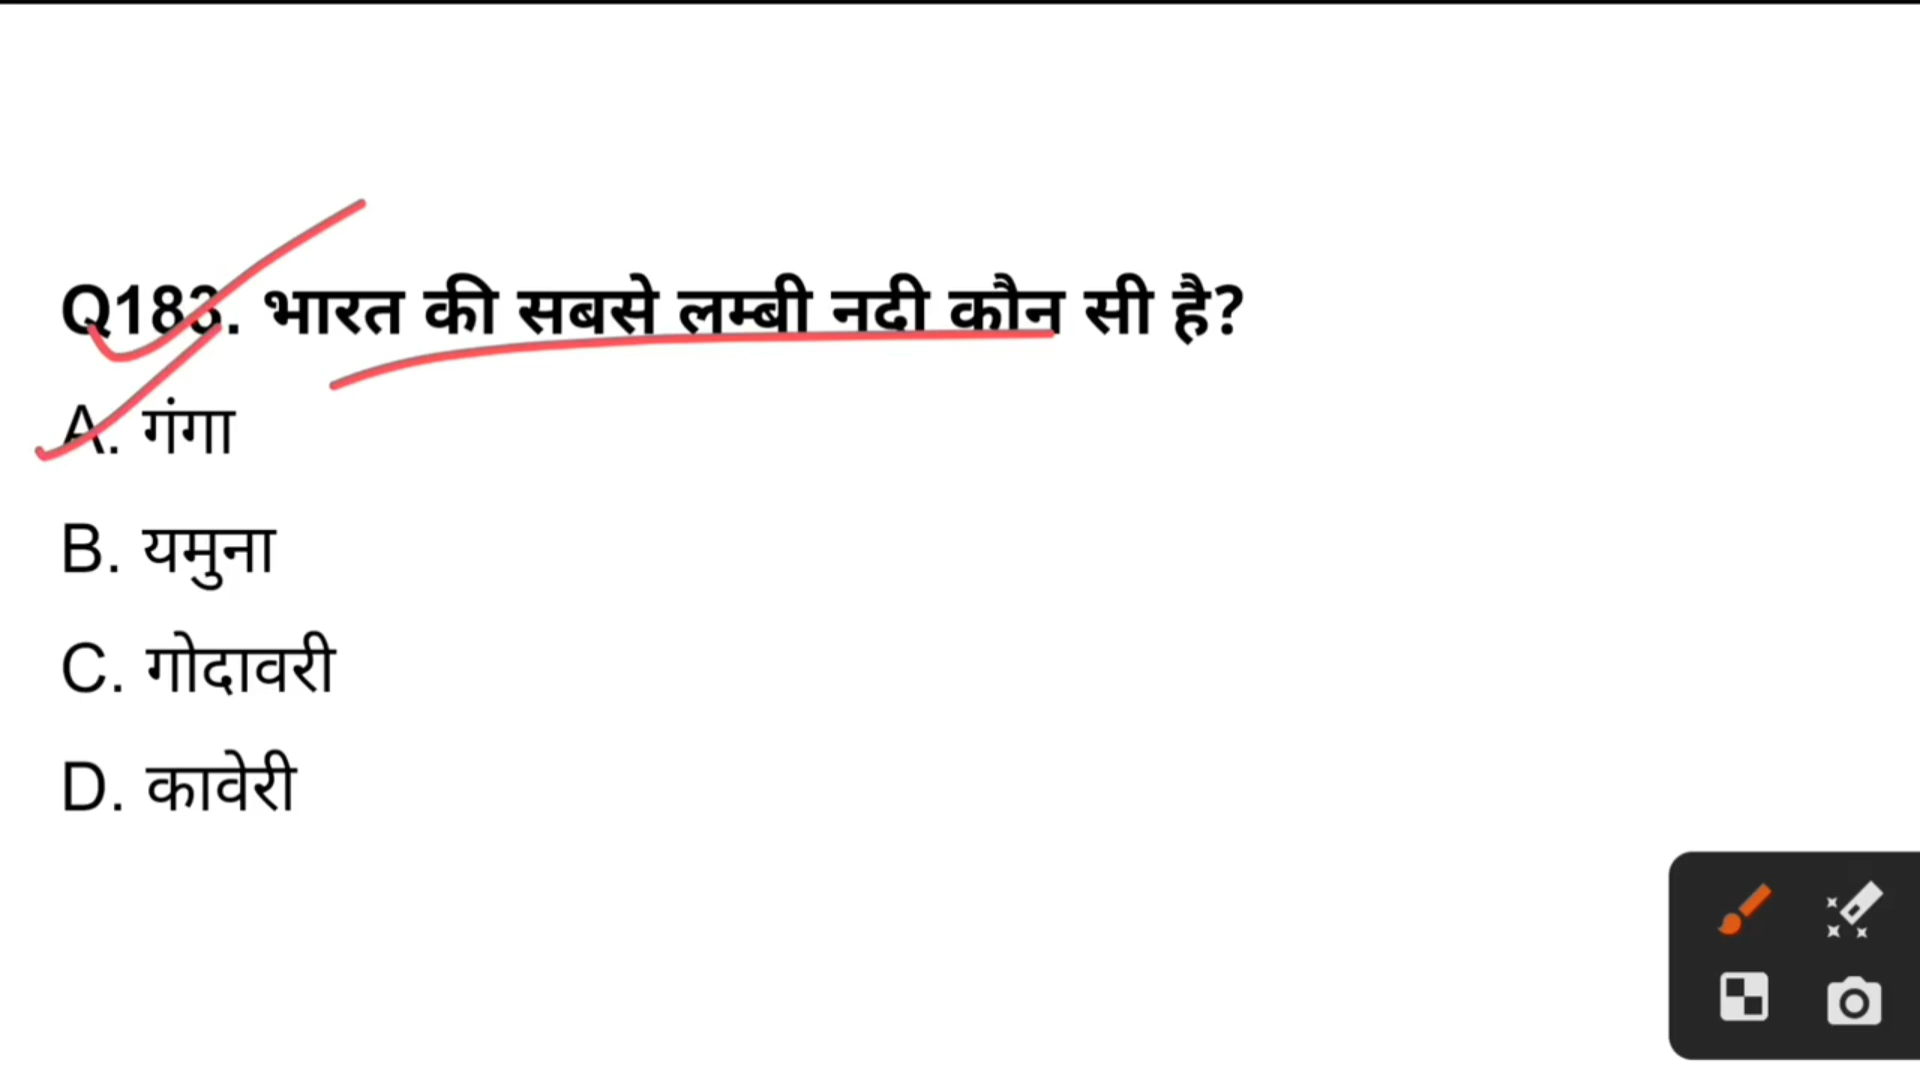 Q183. भारत की सबसे लम्बी नदी कौन सी है?
A. गंगा
B. यमुना
C. गोदावरी
D. कावेरी